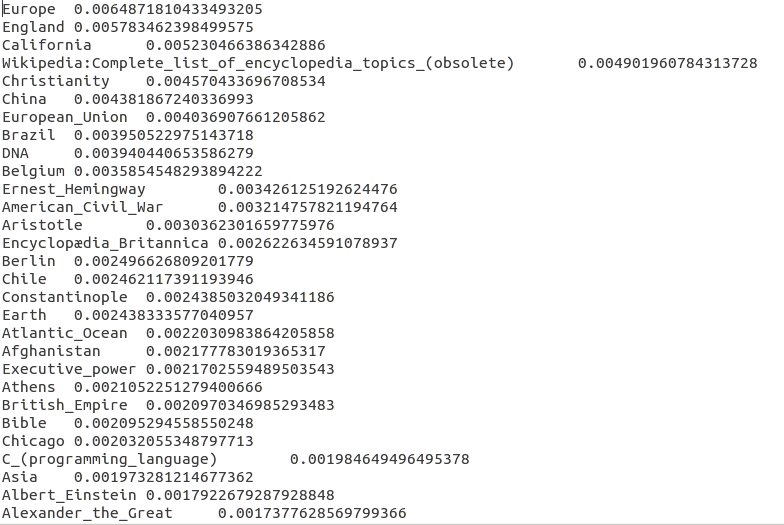 Europe 0.0064871810433493205
England 0.005783462398499575
California 0.005230466386342886
Wikipedia:Complete_list_of_encyclopedia_topics_(obsolete) 0.004901960784313728
Christianity 0.004570433696708534
China 0.004381867240336993
European_Union 0.004036907661205862
Brazil 0.003950522975143718
DNA 0.003940440653586279
Belgium 0.0035854548293894222
Ernest_Hemingway 0.003426125192624476
American_Civil_War 0.003214757821194764
Aristotle 0.0030362301659775976
Encyclopædia_Britannica 0.002622634591078937
Berlin 0.002496626809201779
Chile 0.002462117391193946
Constantinople 0.0024385032049341186
Earth 0.002438333577040957
Atlantic_Ocean 0.0022030983864205858
Afghanistan 0.002177783019365317
Executive_power 0.0021702559489503543
Athens 0.0021052251279400666
British_Empire 0.0020970346985293483
Bible 0.002095294558550248
Chicago 0.002032055348797713
C_(programming_language) 0.001984649496495378
Asia 0.001973281214677362
Albert_Einstein 0.0017922679287928848
Alexander_the_Great 0.0017377628569799366